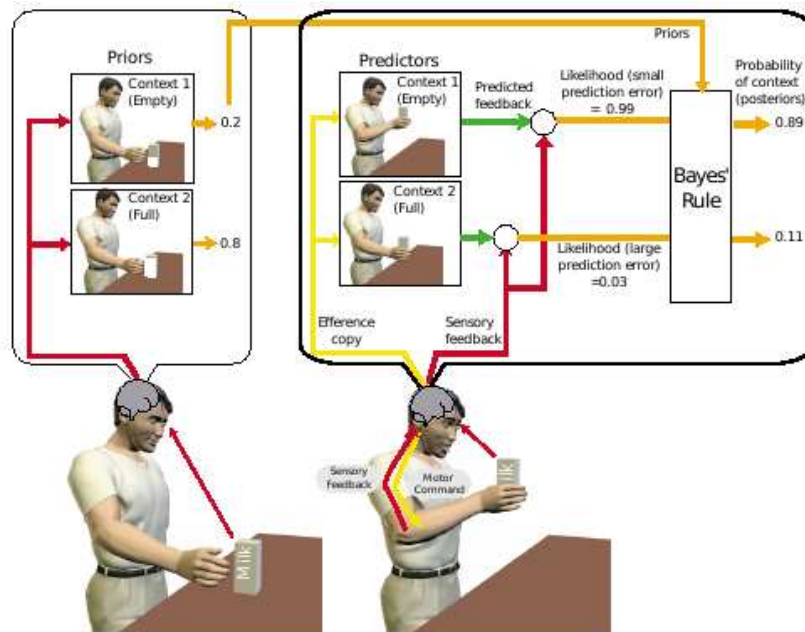 Priors
Context 1
(Empty)
0.2
Context 2
(Full)
0.8
Priors
Predictors
Context 1
(Empty)
Predicted
feedback
Likelihood (small
prediction error)
= 0.99
Probability
of context
(posteriors)
0.89
Context 2
(Full)
Bayes'
Rule
Likelihood (large
prediction error)
=0.03
0.11
Efference
copy
Sensory
feedback
Sensory
Feedback
Motor
Command
ilk
Milk